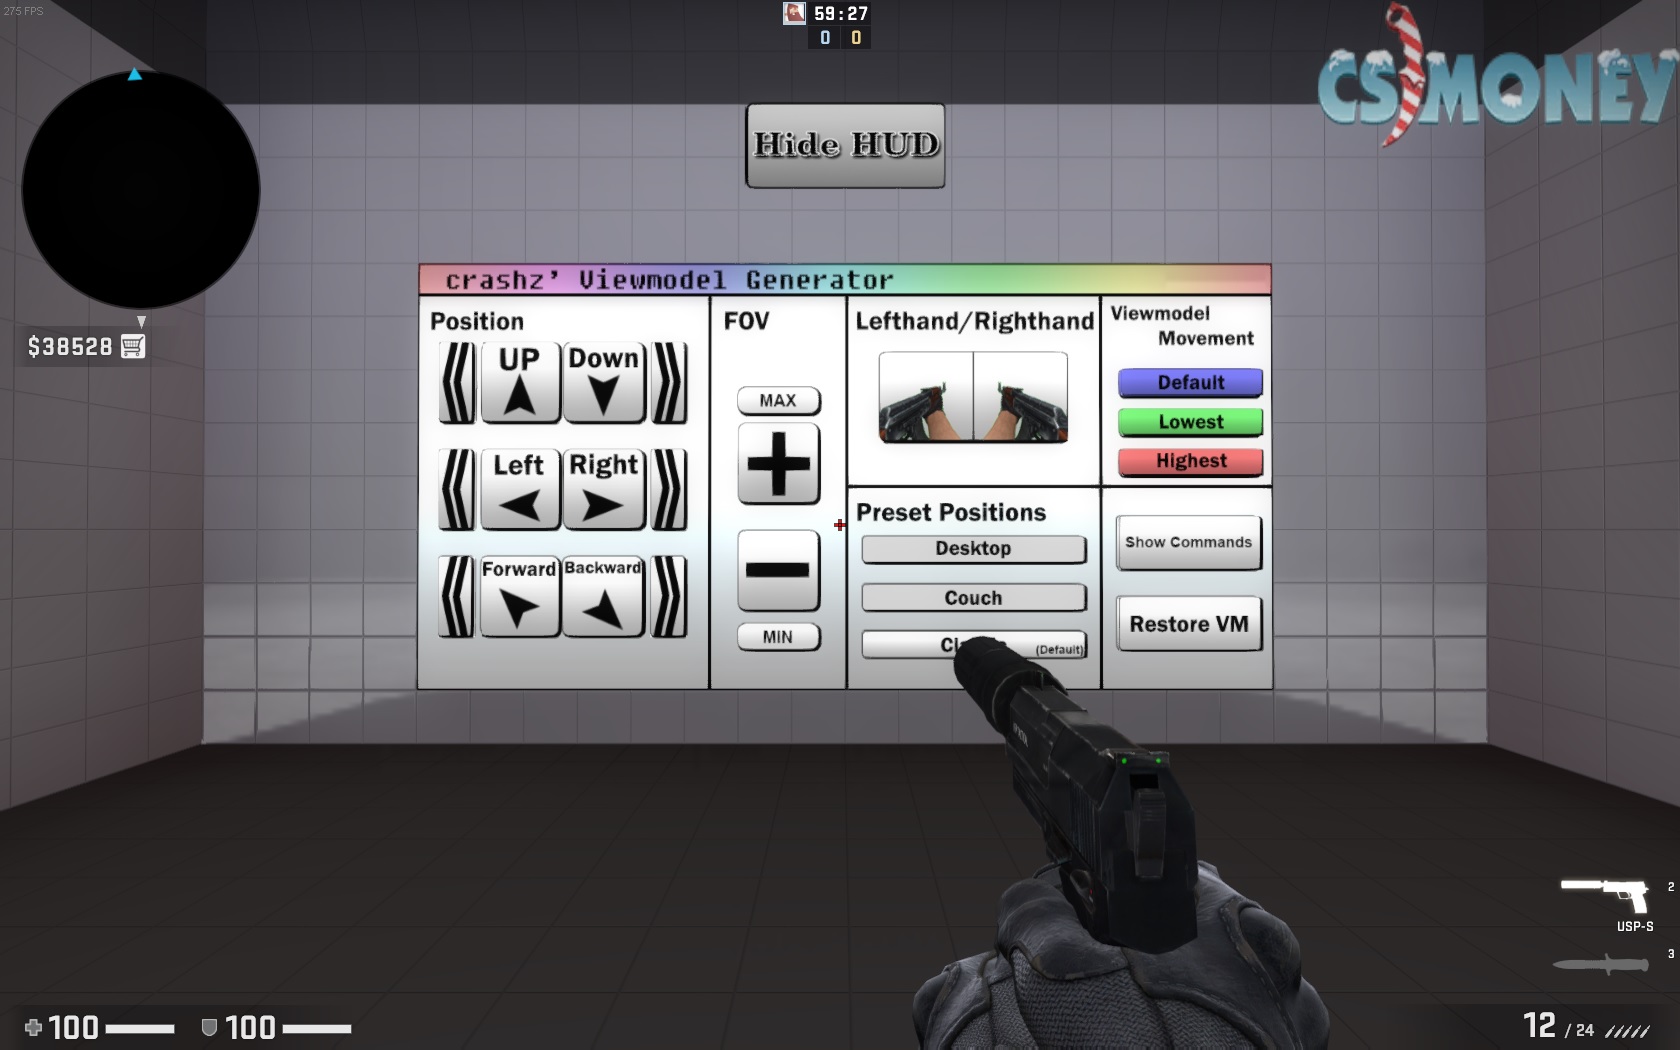 275 FPS
59:27
0 0
CS MONEY
Hide HUD
$38528
crashz' Viewmodel Generator
Position
UP Down
Left Right
Forward Backward
FOV
MAX
MIN
Lefthand/Righthand
Viewmodel
Movement
Default
Lowest
Highest
Preset Positions
Desktop
Couch
(Default)
Show Commands
Restore VM
2
USP-S
3
100 100
12 / 24